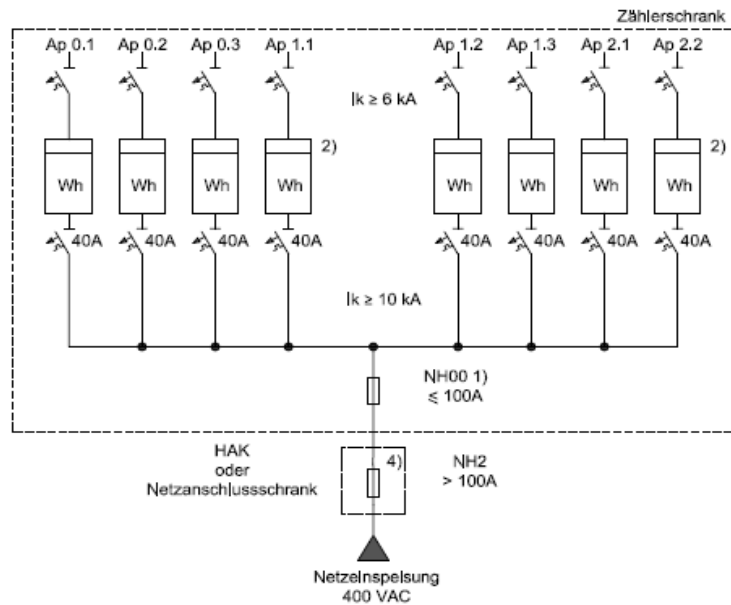 Zählerschrank
Ap 0.1 Ap 0.2 Ap 0.3 Ap 1.1 Ap 1.2 Ap 1.3 Ap 2.1 Ap 2.2
Ik ≥ 6 kA
2) 2)
Wh Wh Wh Wh Wh Wh Wh Wh
40A 40A 40A 40A 40A 40A 40A 40A
Ik ≥ 10 kA
NH00 1)
≤ 100A
HAK
oder
Netzanschlussschrank
4)
NH2
> 100A
Netzeinspeisung
400 VAC